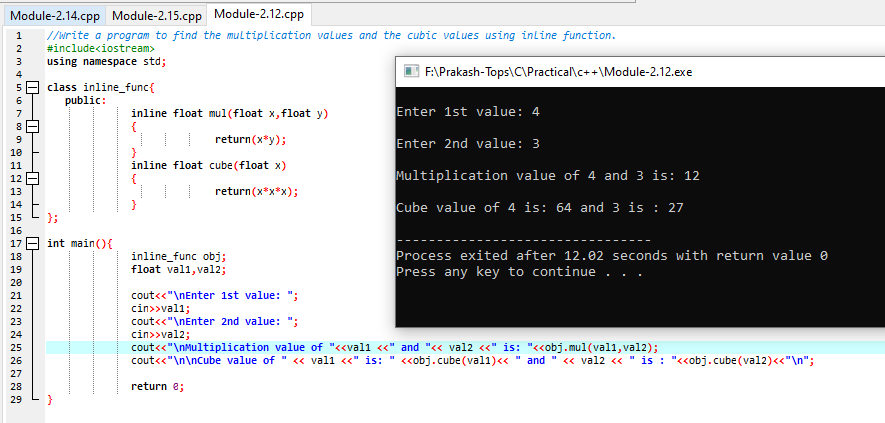 Module-2.14.cpp Module-2.15.cpp Module-2.12.cpp
1 //Write a program to find the multiplication values and the cubic values using inline function.
2 #include<iostream>
3 using namespace std;
4
5 class inline_func{
6 public:
7 inline float mul(float x,float y)
8 {
9 return(x*y);
10 }
11 inline float cube(float x)
12 {
13 return(x*x*x);
14 }
15 };
16
17 int main(){
18 inline_func obj;
19 float val1,val2;
20
21 cout<<"\nEnter 1st value: ";
22 cin>>val1;
23 cout<<"\nEnter 2nd value: ";
24 cin>>val2;
25 cout<<"\nMultiplication value of "<<val1 <<" and "<< val2 <<" is: "<<obj.mul(val1,val2);
26 cout<<"\n\nCube value of " << val1 <<" is: " <<obj.cube(val1)<< " and " << val2 << " is : "<<obj.cube(val2)<<"\n";
27
28 return 0;
29 }
F:\Prakash-Tops\C\Practical\c++\Module-2.12.exe
Enter 1st value: 4
Enter 2nd value: 3
Multiplication value of 4 and 3 is: 12
Cube value of 4 is: 64 and 3 is : 27
--------------------------------
Process exited after 12.02 seconds with return value 0
Press any key to continue . . .